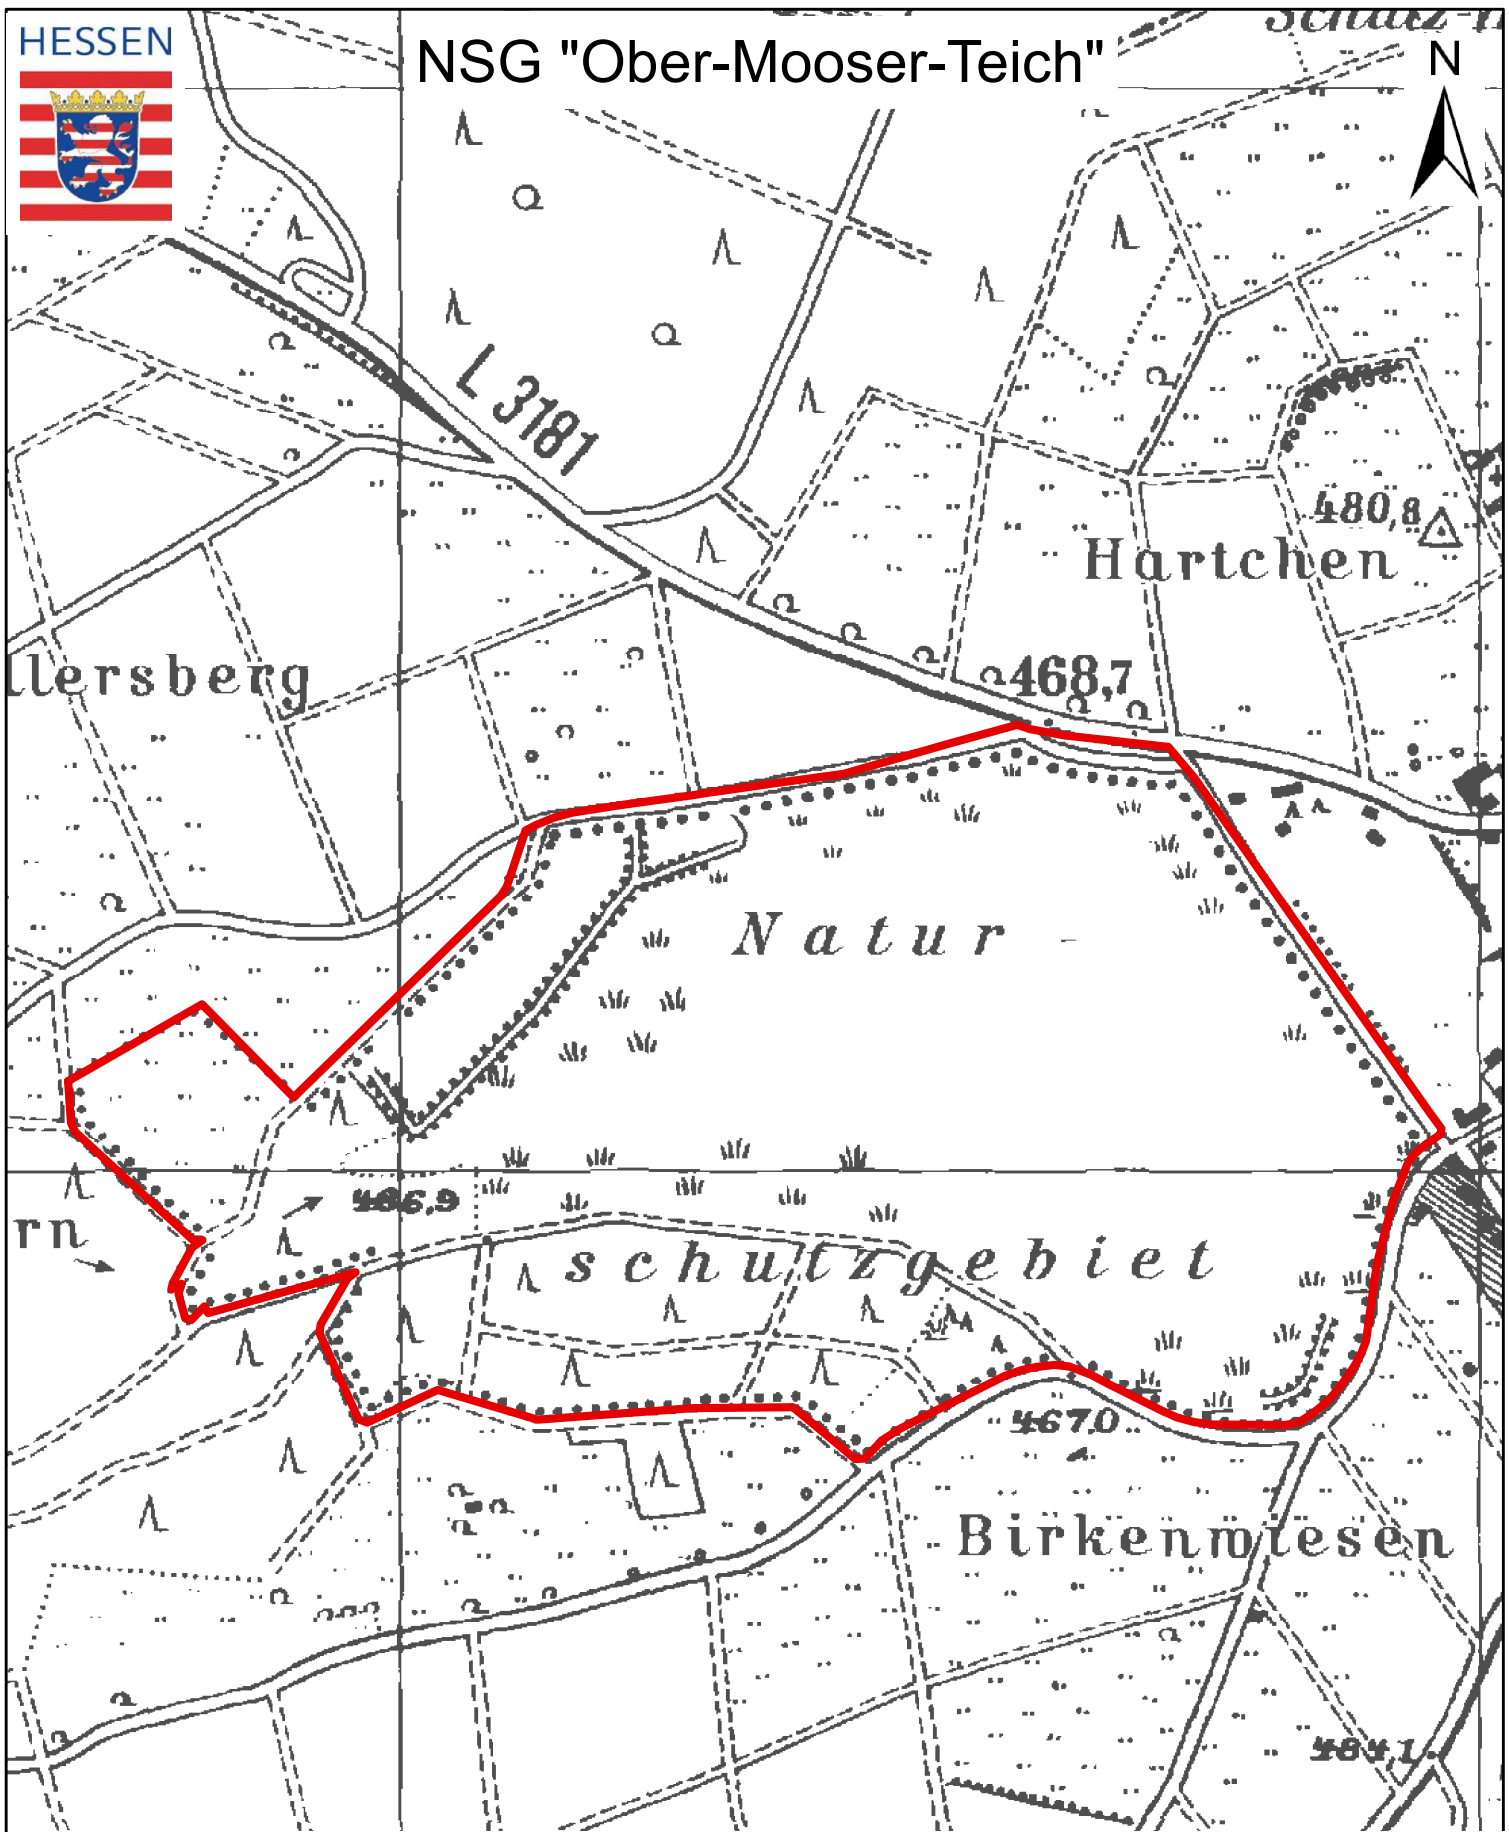 HESSEN
NSG "Ober-Mooser-Teich"
N
L 3181
480,8
Hartchen
llersberg
468,7
Natur -
466,9
rn
schutzgebiet
467,0
Birkenwiesen
484,1